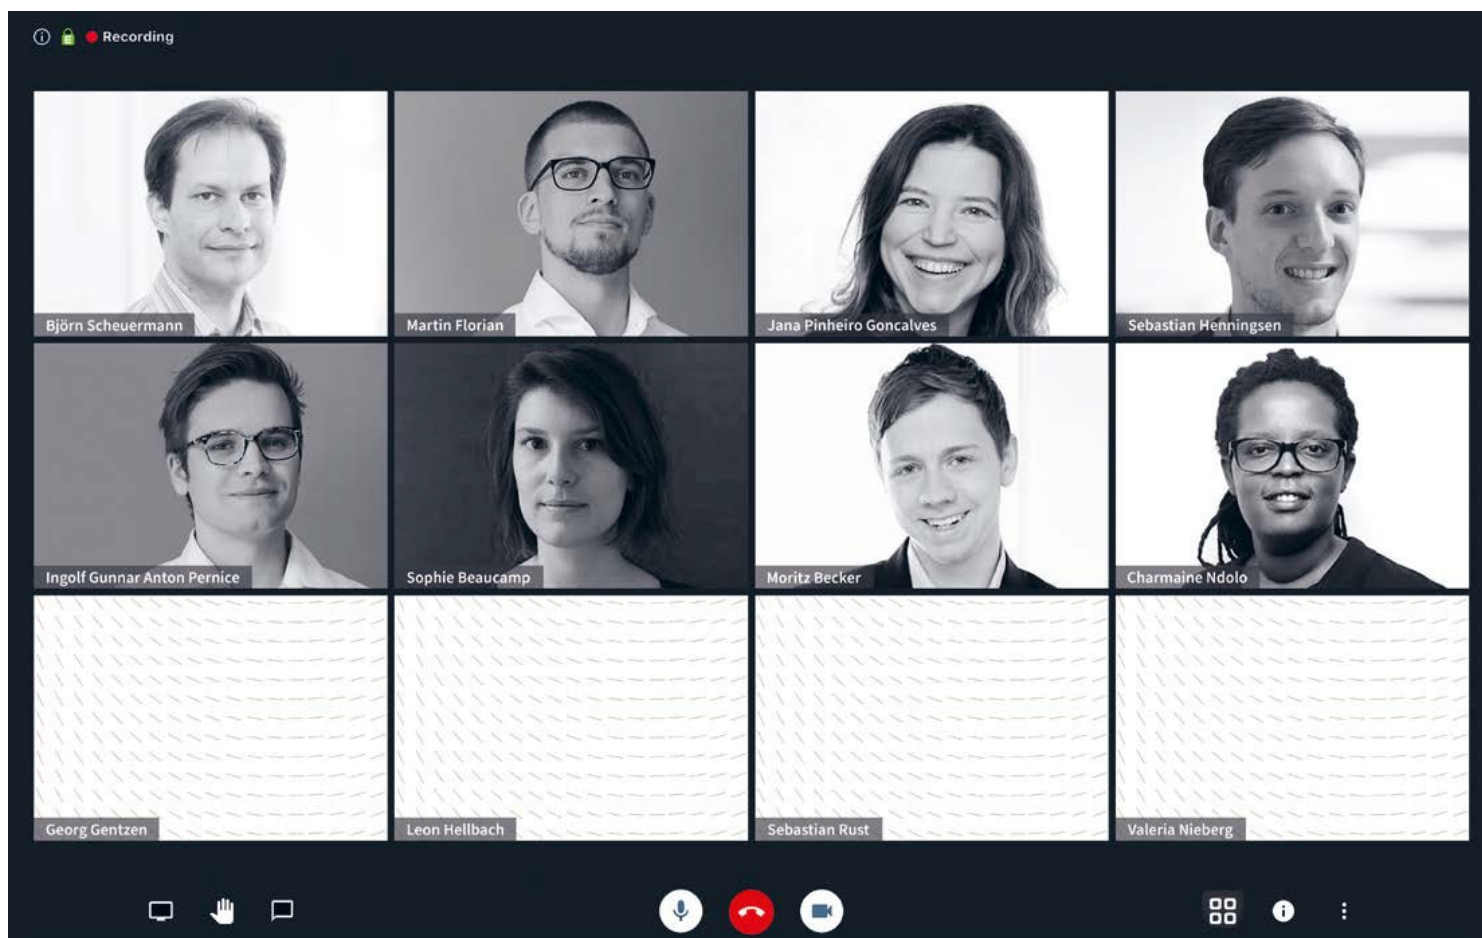 Recording
Björn Scheuermann
Martin Florian
Jana Pinheiro Goncalves
Sebastian Henningsen
Ingolf Gunnar Anton Pernice
Sophie Beaucamp
Moritz Becker
Charmaine Ndolo
Georg Gentzen
Leon Hellbach
Sebastian Rust
Valeria Nieberg